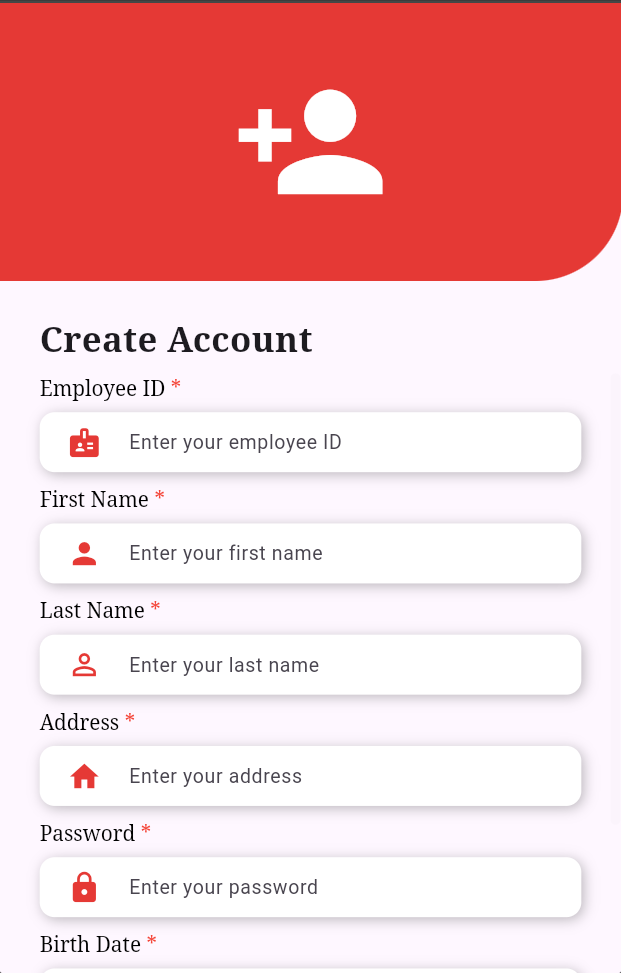 Create Account
Employee ID *
Enter your employee ID
First Name *
Enter your first name
Last Name *
Enter your last name
Address *
Enter your address
Password *
Enter your password
Birth Date *